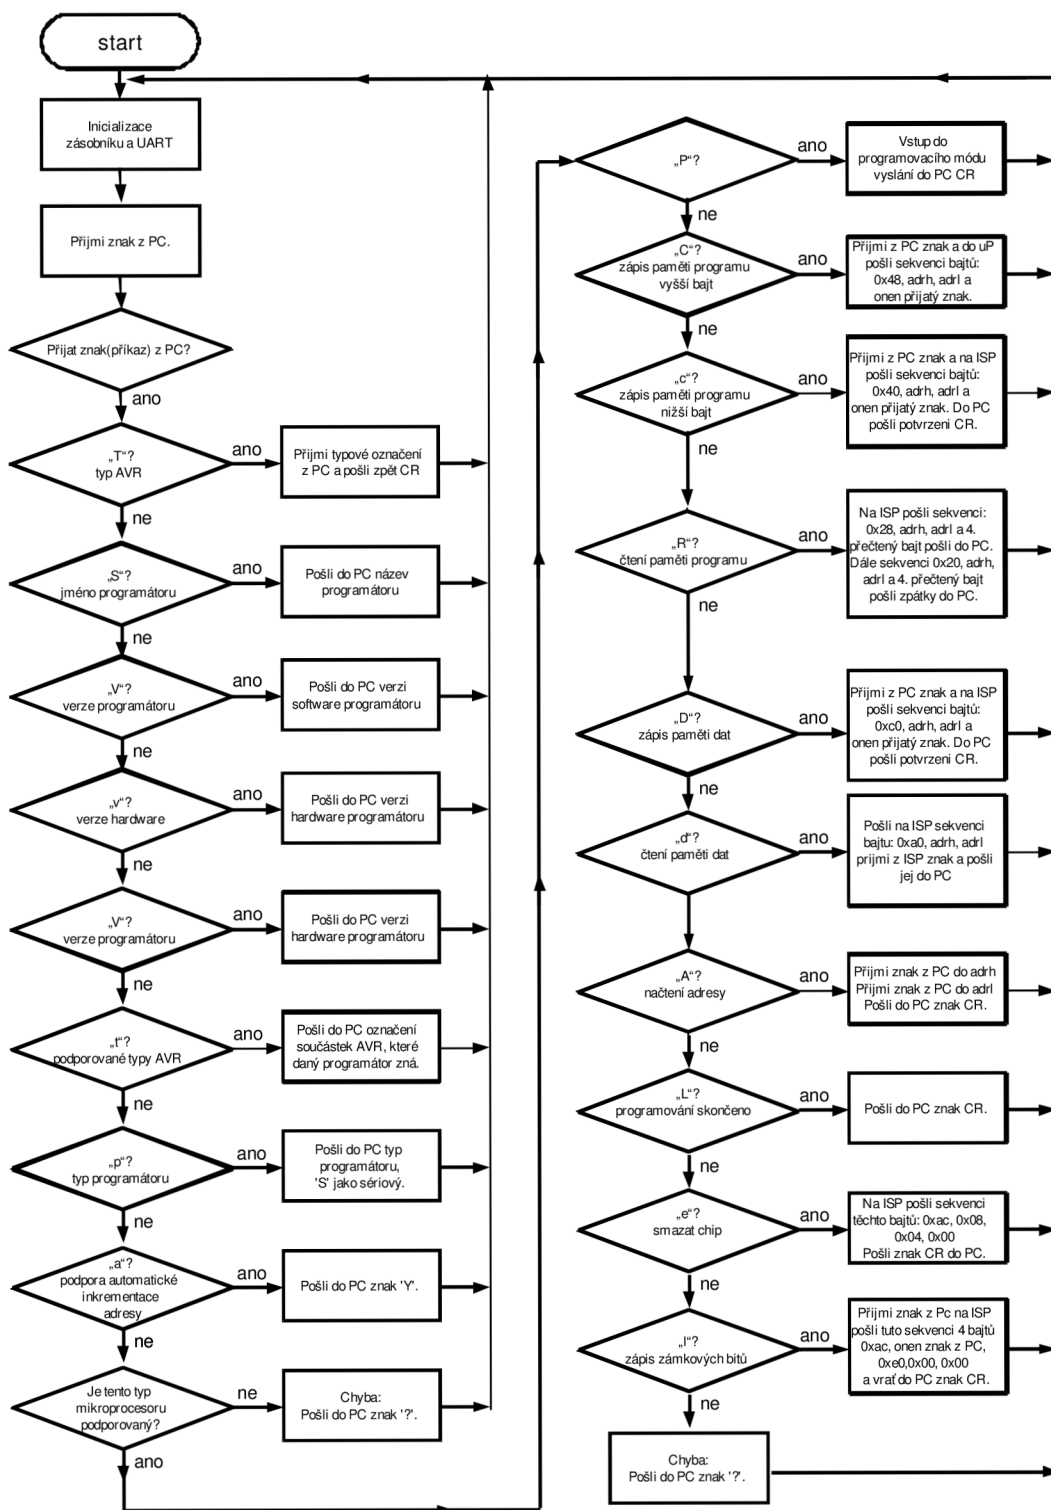 start
Inicializace
zásobníku a UART
Přijmi znak z PC.
Přijat znak(příkaz) z PC?
ano
„T“?
typ AVR
ano
Přijmi typové označení
z PC a pošli zpět CR
ne
„S“?
jméno programátoru
ano
Pošli do PC název
programátoru
ne
„V“?
verze programátoru
ano
Pošli do PC verzi
software programátoru
ne
„v“?
verze hardware
ano
Pošli do PC verzi
hardware programátoru
ne
„V“?
verze programátoru
ano
Pošli do PC verzi
hardware programátoru
ne
„t“?
podporované typy AVR
ano
Pošli do PC označení
součástek AVR, které
daný programátor zná.
ne
„p“?
typ programátoru
ano
Pošli do PC typ
programátoru,
'S' jako sériový.
ne
„a“?
podpora automatické
inkrementace
adresy
ano
Pošli do PC znak 'Y'.
ne
Je tento typ
mikroprocesoru
podporovaný?
ne
Chyba:
Pošli do PC znak '?'.
ano
„P“?
ano
Vstup do
programovacího módu
vyslání do PC CR
ne
„C“?
zápis paměti programu
vyšší bajt
ano
Přijmi z PC znak a do uP
pošli sekvenci bajtů:
0x48, adrh, adrl a
onen přijatý znak.
ne
„c“?
zápis paměti programu
nižší bajt
ano
Přijmi z PC znak a na ISP
pošli sekvenci bajtů:
0x40, adrh, adrl a
onen přijatý znak. Do PC
pošli potvrzeni CR.
ne
„R“?
čtení paměti programu
ano
Na ISP pošli sekvenci:
0x28, adrh, adrl a 4.
přečtený bajt pošli do PC.
Dále sekvenci 0x20, adrh,
adrl a 4. přečtený bajt
pošli zpátky do PC.
ne
„D“?
zápis paměti dat
ano
Přijmi z PC znak a na ISP
pošli sekvenci bajtů:
0xc0, adrh, adrl a
onen přijatý znak. Do PC
pošli potvrzeni CR.
ne
„d“?
čtení paměti dat
ano
Pošli na ISP sekvenci
bajtu: 0xa0, adrh, adrl
prijmi z ISP znak a pošli
jej do PC
„A“?
načtení adresy
ano
Přijmi znak z PC do adrh
Přijmi znak z PC do adrl
Pošli do PC znak CR.
ne
„L“?
programování skončeno
ano
Pošli do PC znak CR.
ne
„e“?
smazat chip
ano
Na ISP pošli sekvenci
těchto bajtů: 0xac, 0x08,
0x04, 0x00
Pošli znak CR do PC.
ne
„l“?
zápis zámkových bitů
ano
Přijmi znak z Pc na ISP
pošli tuto sekvenci 4 bajtů
0xac, onen znak z PC,
0xe0,0x00, 0x00
a vrať do PC znak CR.
ne
Chyba:
Pošli do PC znak '?'.